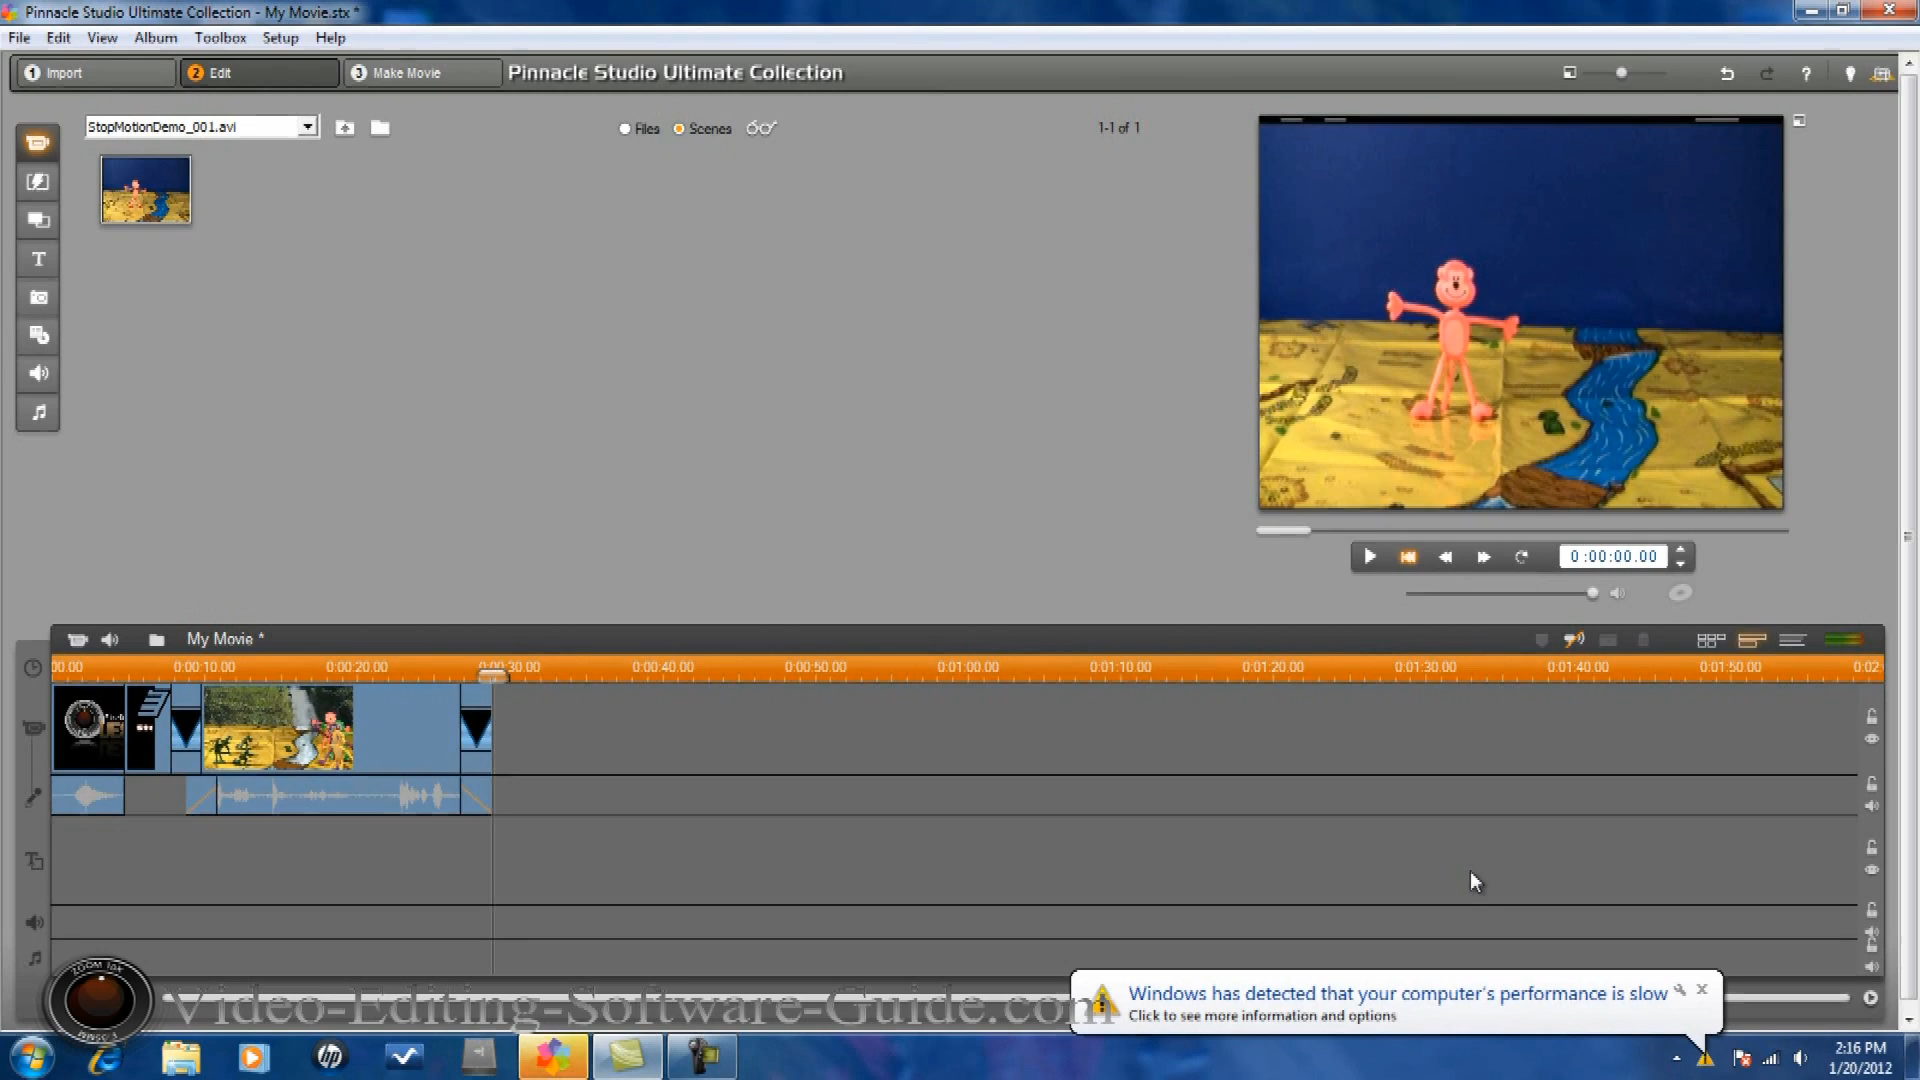 Pinnacle Studio Ultimate Collection - My Movie.stx *
File Edit View Album Toolbox Setup Help
1 Import 2 Edit 3 Make Movie Pinnacle Studio Ultimate Collection ?
StopMotionDemo_001.avi Files Scenes 1-1 of 1
T
0:00:00.00
My Movie *
00.00 0:00:10.00 0:00:20.00 0:00:30.00 0:00:40.00 0:00:50.00 0:01:00.00 0:01:10.00 0:01:20.00 0:01:30.00 0:01:40.00 0:01:50.00 0:02
ZOOM 10x
Video-Editing-Software-Guide.com
Windows has detected that your computer's performance is slow
Click to see more information and options
hp
2:16 PM
1/20/2012